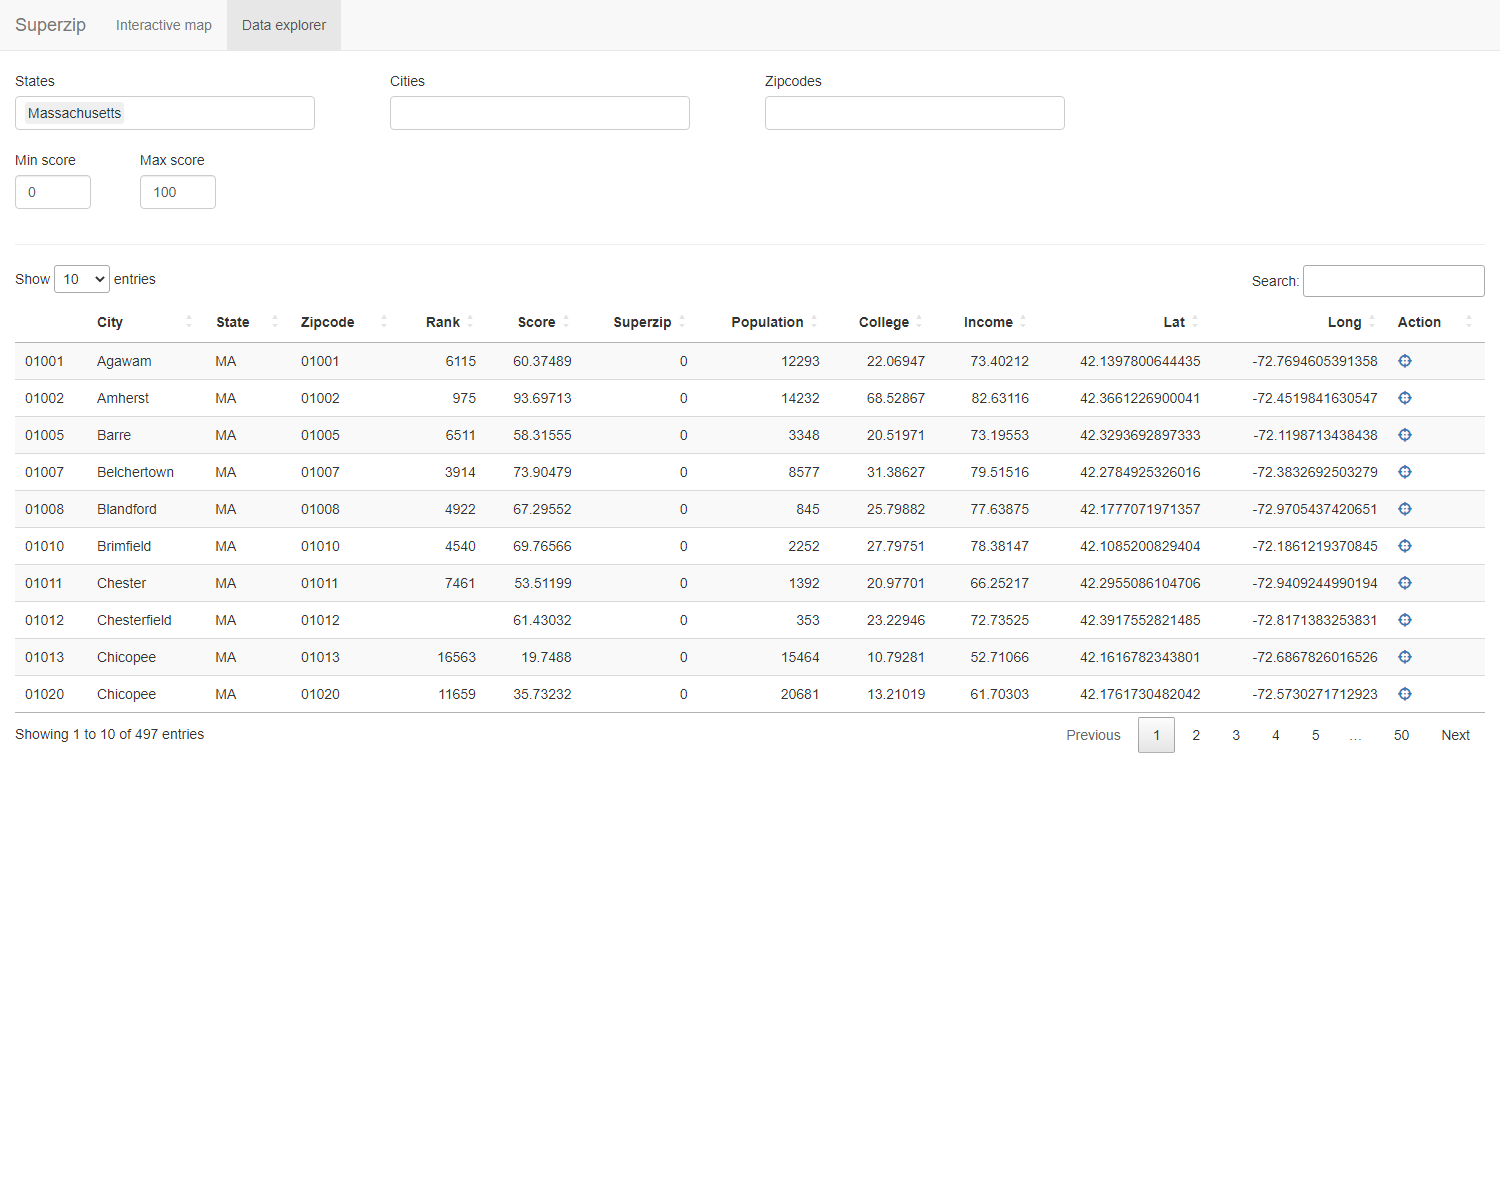 Superzip Interactive map Data explorer
States Cities Zipcodes
Massachusetts
Min score Max score
0 100
Show 10 entries Search:
City State Zipcode Rank Score Superzip Population College Income Lat Long Action
01001 Agawam MA 01001 6115 60.37489 0 12293 22.06947 73.40212 42.1397800644435 -72.7694605391358
01002 Amherst MA 01002 975 93.69713 0 14232 68.52867 82.63116 42.3661226900041 -72.4519841630547
01005 Barre MA 01005 6511 58.31555 0 3348 20.51971 73.19553 42.3293692897333 -72.1198713438438
01007 Belchertown MA 01007 3914 73.90479 0 8577 31.38627 79.51516 42.2784925326016 -72.3832692503279
01008 Blandford MA 01008 4922 67.29552 0 845 25.79882 77.63875 42.1777071971357 -72.9705437420651
01010 Brimfield MA 01010 4540 69.76566 0 2252 27.79751 78.38147 42.1085200829404 -72.1861219370845
01011 Chester MA 01011 7461 53.51199 0 1392 20.97701 66.25217 42.2955086104706 -72.9409244990194
01012 Chesterfield MA 01012 61.43032 0 353 23.22946 72.73525 42.3917552821485 -72.8171383253831
01013 Chicopee MA 01013 16563 19.7488 0 15464 10.79281 52.71066 42.1616782343801 -72.6867826016526
01020 Chicopee MA 01020 11659 35.73232 0 20681 13.21019 61.70303 42.1761730482042 -72.5730271712923
Showing 1 to 10 of 497 entries Previous 1 2 3 4 5 … 50 Next